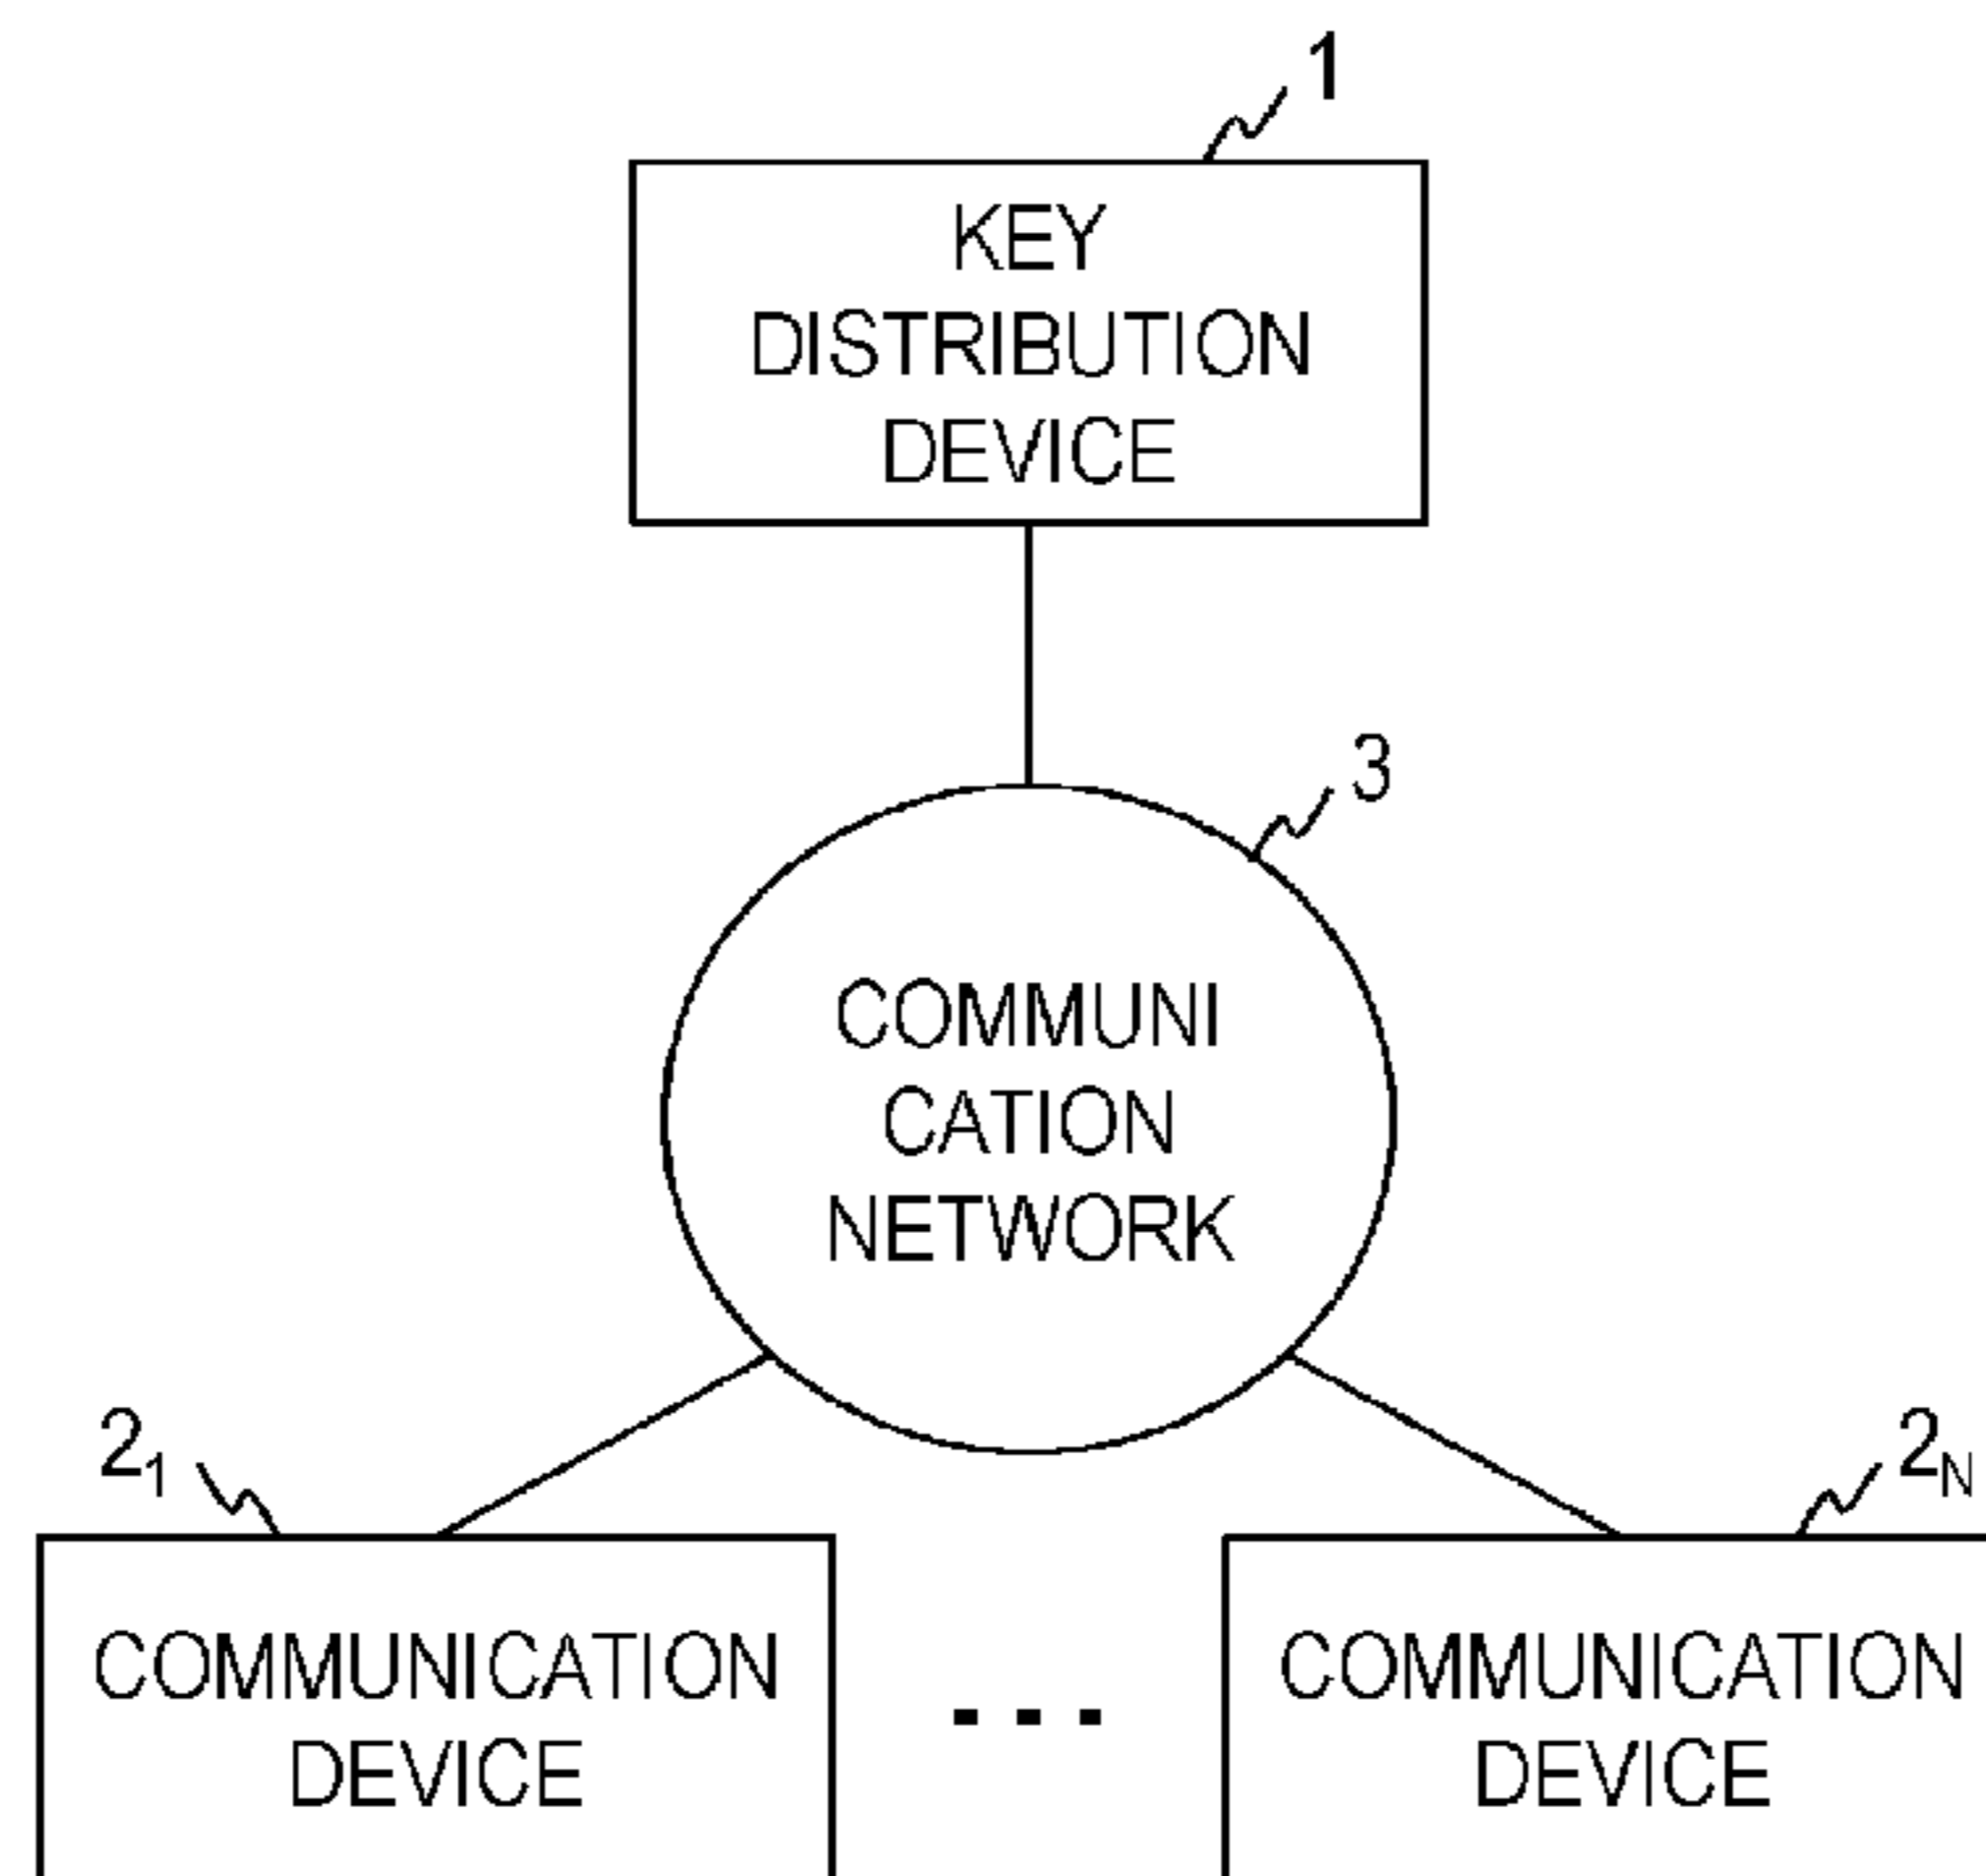 1
KEY
DISTRIBUTION
DEVICE
3
COMMUNI
CATION
NETWORK
2₁
2N
COMMUNICATION
DEVICE
...
COMMUNICATION
DEVICE